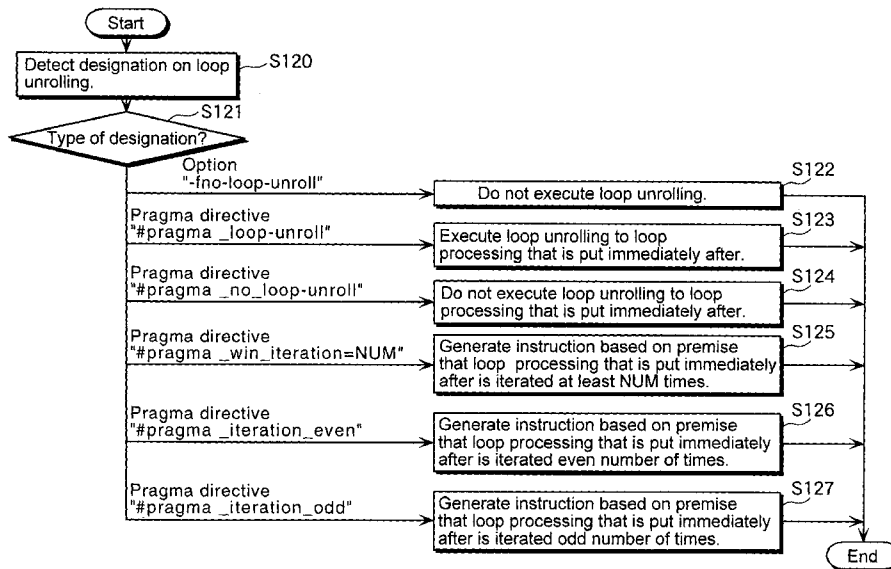 Start
Detect designation on loop
unrolling.
S120
S121
Type of designation?
Option
"-fno-loop-unroll"
S122
Do not execute loop unrolling.
Pragma directive
"#pragma _loop-unroll"
S123
Execute loop unrolling to loop
processing that is put immediately after.
Pragma directive
"#pragma _no_loop-unroll"
S124
Do not execute loop unrolling to loop
processing that is put immediately after.
Pragma directive
"#pragma _win_iteration=NUM"
S125
Generate instruction based on premise
that loop processing that is put immediately
after is iterated at least NUM times.
Pragma directive
"#pragma _iteration_even"
S126
Generate instruction based on premise
that loop processing that is put immediately
after is iterated even number of times.
Pragma directive
"#pragma _iteration_odd"
S127
Generate instruction based on premise
that loop processing that is put immediately
after is iterated odd number of times.
End